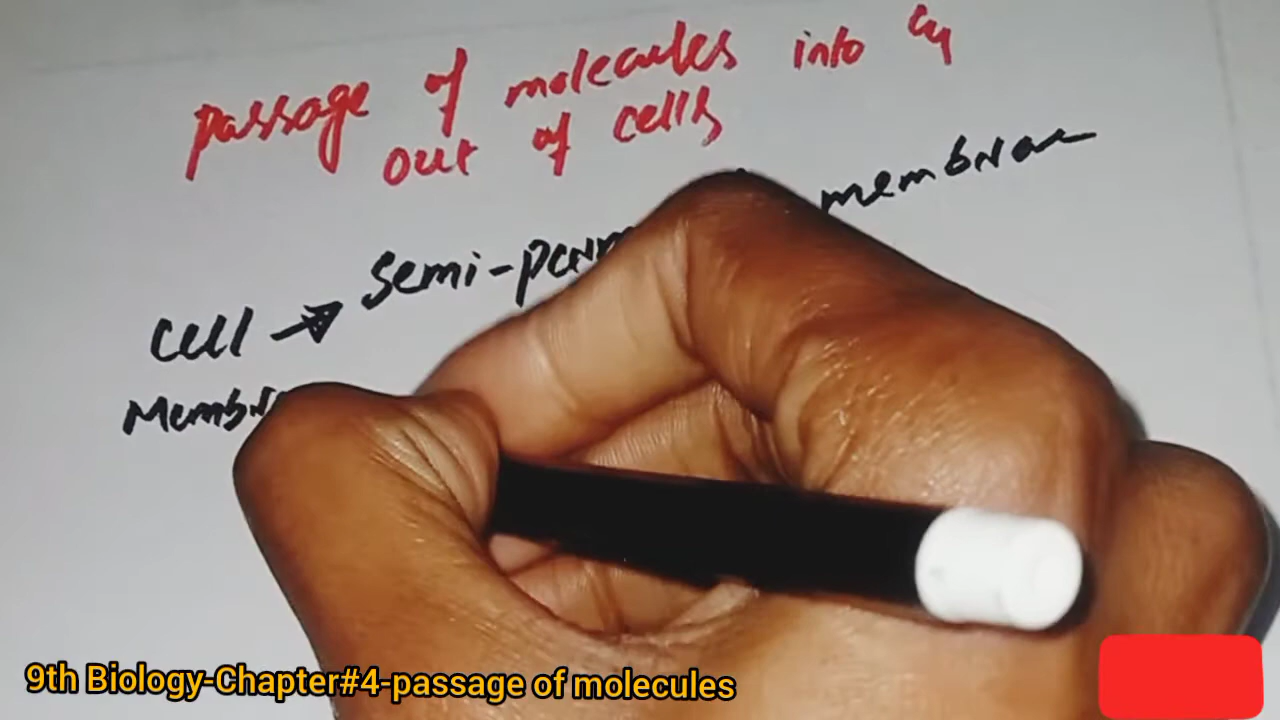 passage of molecules into
out of cells
semi-perm membrane
cell →
Membr
9th Biology-Chapter#4-passage of molecules